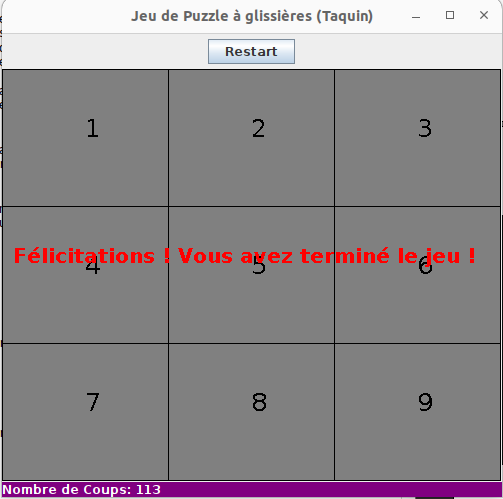 Jeu de Puzzle à glissières (Taquin)
Restart
1 2 3
Félicitations ! Vous avez terminé le jeu !
4 5 6
7 8 9
Nombre de Coups: 113